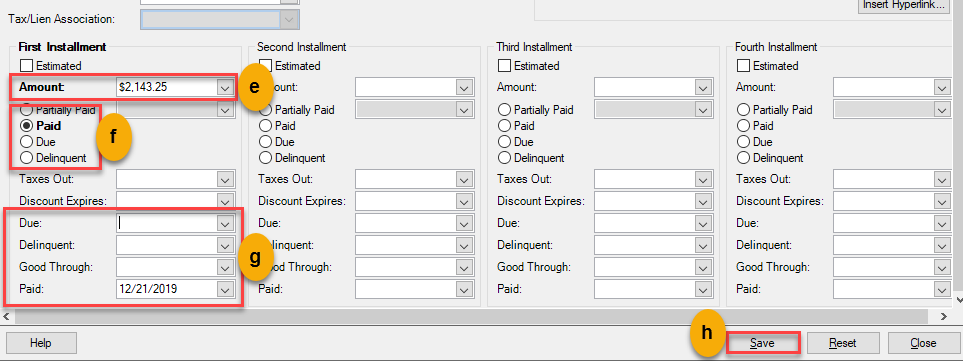 Insert Hyperlink...
Tax/Lien Association:
First Installment
Estimated
Amount: $2,143.25
e
Partially Paid
Paid
Due
Delinquent
f
Taxes Out:
Discount Expires:
Due:
Delinquent:
Good Through:
Paid: 12/21/2019
g
Second Installment
Estimated
mount:
Partially Paid
Paid
Due
Delinquent
Taxes Out:
Discount Expires:
Due:
elinquent:
ood Through:
Paid:
Third Installment
Estimated
Amount:
Partially Paid
Paid
Due
Delinquent
Taxes Out:
Discount Expires:
Due:
Delinquent:
Good Through:
Paid:
Fourth Installment
Estimated
Amount:
Partially Paid
Paid
Due
Delinquent
Taxes Out:
Discount Expires:
Due:
Delinquent:
Good Through:
Paid:
h
Help Save Reset Close